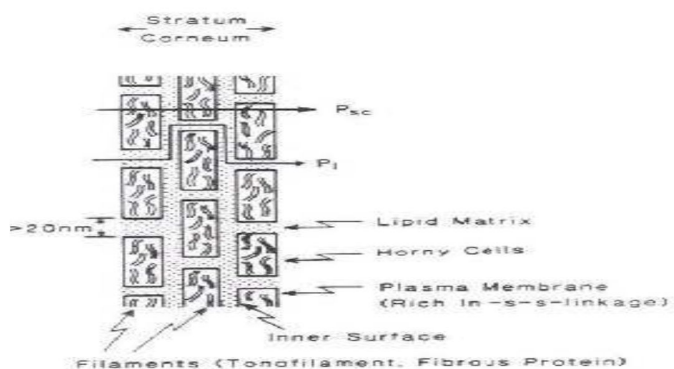 Stratum
Corneum
Psc
P1
>20nm
Lipid Matrix
Horny Cells
Plasma Membrane
(Rich In-s-s-linkage)
Inner Surface
Filaments (Tonofilament, Fibrous Protein)